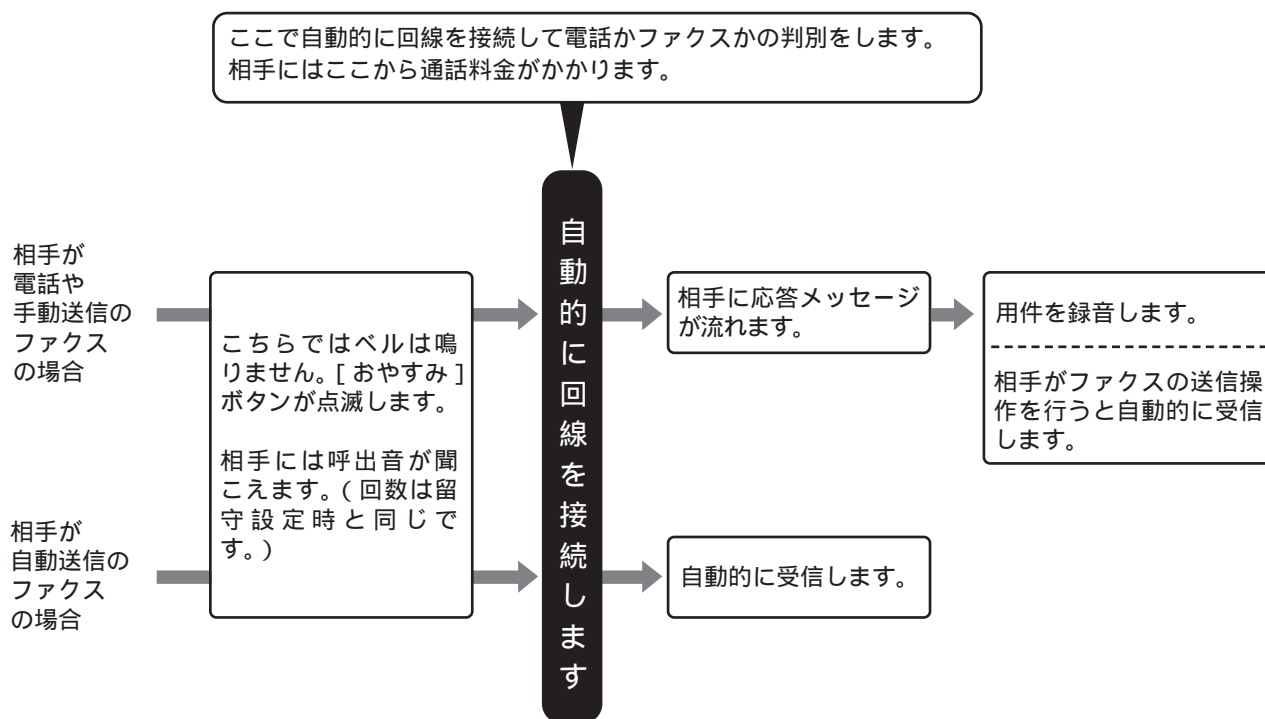 ここで自動的に回線を接続して電話かファクスかの判別をします。
相手にはここから通話料金がかかります。
相手が
電話や
手動送信の
ファクス
の場合
こちらではベルは鳴
りません。[おやすみ]
ボタンが点滅します。
相手には呼出音が聞
こえます。(回数は留
守設定時と同じで
す。)
自動的に回線を接続します
相手に応答メッセージ
が流れます。
用件を録音します。
相手がファクスの送信操
作を行うと自動的に受信
します。
相手が
自動送信の
ファクス
の場合
自動的に受信します。